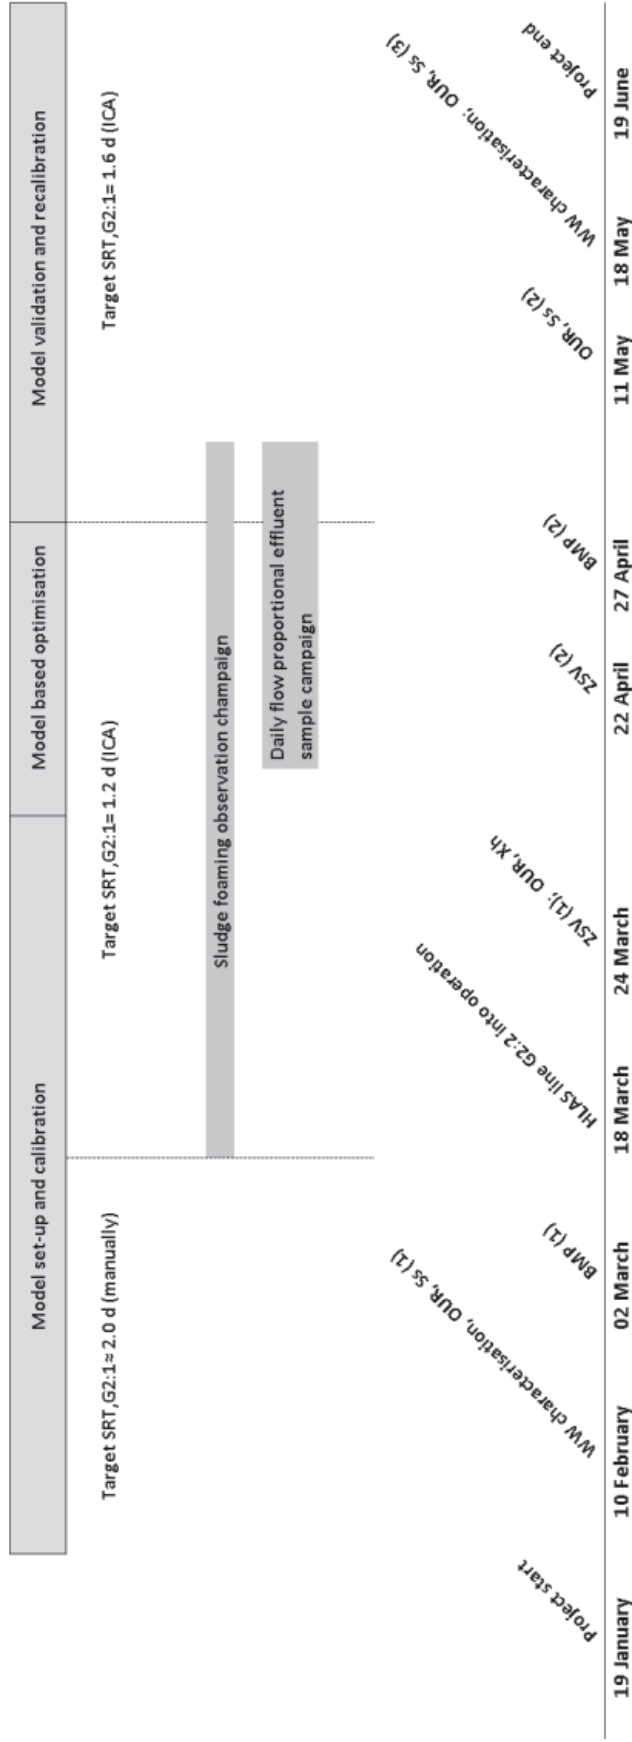 Model set-up and calibration
Model based optimisation
Model validation and recalibration
Target SRT,G2:1≈ 2.0 d (manually)
Target SRT,G2:1= 1.2 d (ICA)
Target SRT,G2:1= 1.6 d (ICA)
Sludge foaming observation champaign
Daily flow proportional effluent
sample campaign
Project start
WW characterisation, OUR, Ss (1)
BMP (1)
HLAS line G2:2 into operation
ZSV (1); OUR, Xh
ZSV (2)
BMP (2)
OUR, Ss (2)
WW characterisation; OUR, Ss (3)
Project end
19 January
10 February
02 March
18 March
24 March
22 April
27 April
11 May
18 May
19 June